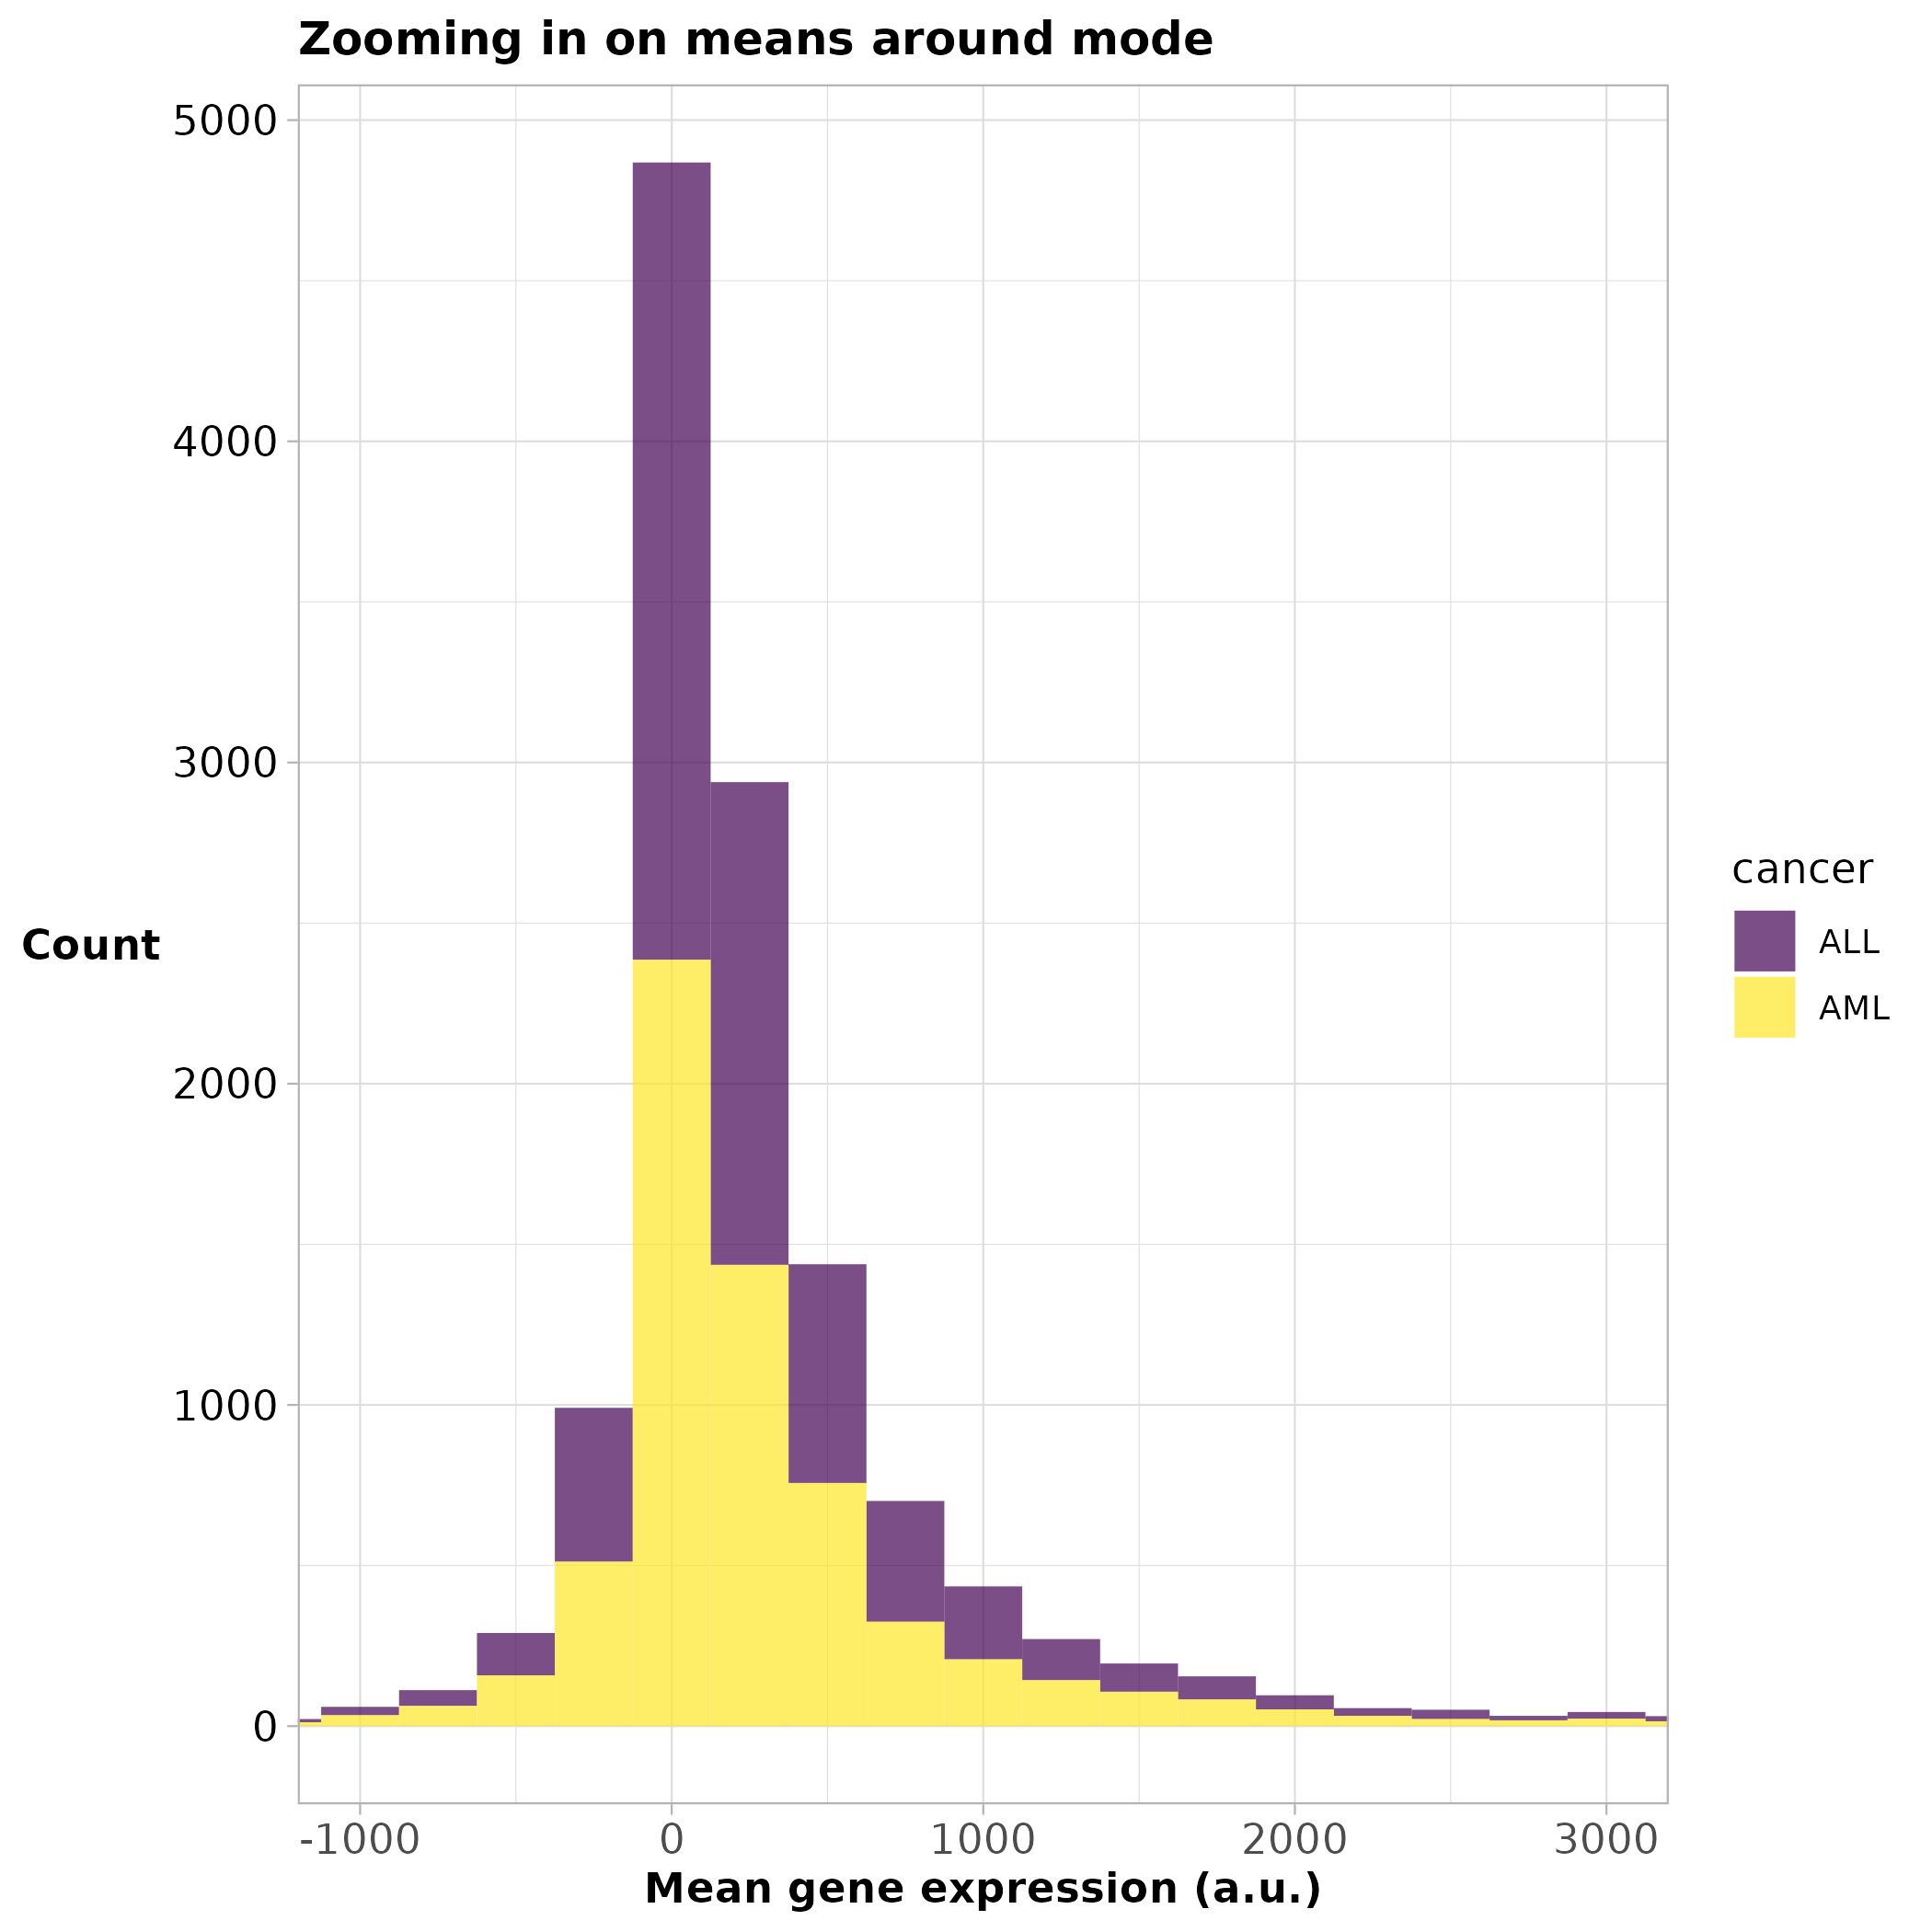 Zooming in on means around mode
5000
4000
3000
2000
1000
0
Count
-1000 0 1000 2000 3000
Mean gene expression (a.u.)
cancer
ALL
AML